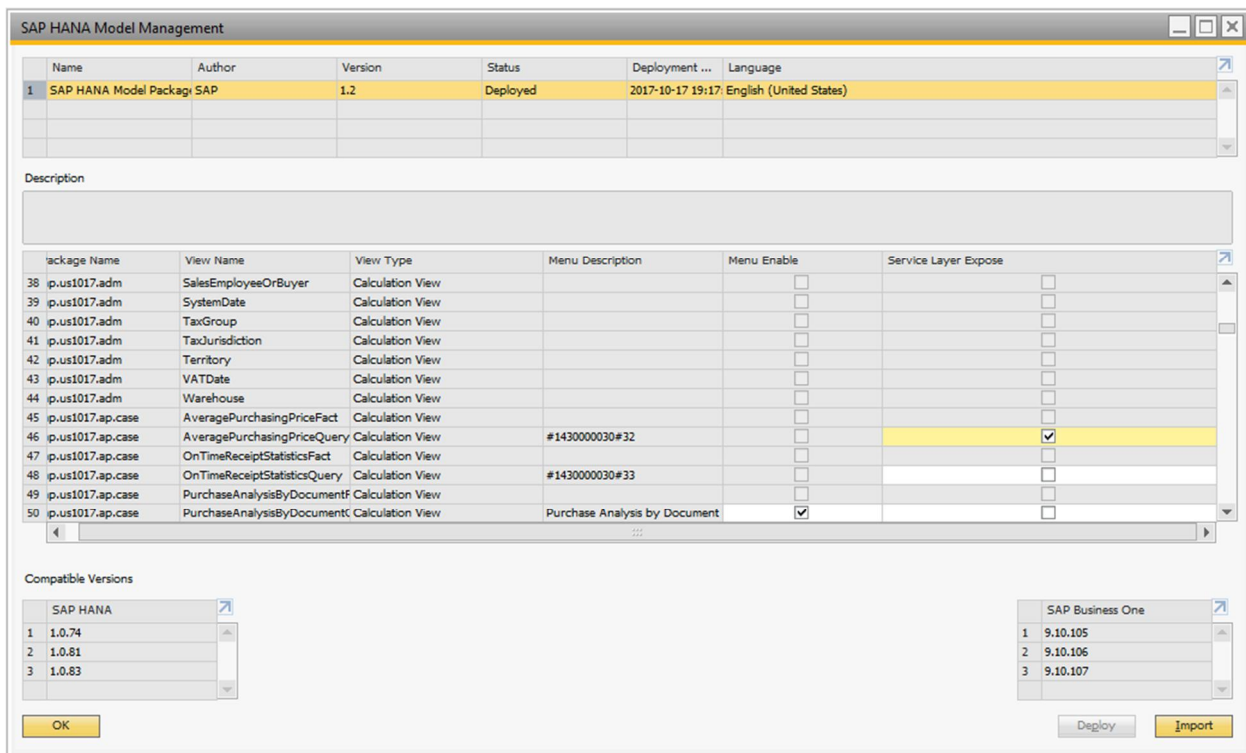 SAP HANA Model Management
Name Author Version Status Deployment ... Language
1 SAP HANA Model Package SAP 1.2 Deployed 2017-10-17 19:17: English (United States)
Description
ackage Name View Name View Type Menu Description Menu Enable Service Layer Expose
38 p.us1017.adm SalesEmployeeOrBuyer Calculation View
39 p.us1017.adm SystemDate Calculation View
40 p.us1017.adm TaxGroup Calculation View
41 p.us1017.adm TaxJurisdiction Calculation View
42 p.us1017.adm Territory Calculation View
43 p.us1017.adm VATDate Calculation View
44 p.us1017.adm Warehouse Calculation View
45 p.us1017.ap.case AveragePurchasingPriceFact Calculation View
46 p.us1017.ap.case AveragePurchasingPriceQuery Calculation View #1430000030#32
47 p.us1017.ap.case OnTimeReceiptStatisticsFact Calculation View
48 p.us1017.ap.case OnTimeReceiptStatisticsQuery Calculation View #1430000030#33
49 p.us1017.ap.case PurchaseAnalysisByDocumentF Calculation View
50 p.us1017.ap.case PurchaseAnalysisByDocumentQ Calculation View Purchase Analysis by Document
Compatible Versions
SAP HANA SAP Business One
1 1.0.74 1 9.10.105
2 1.0.81 2 9.10.106
3 1.0.83 3 9.10.107
OK Deploy Import